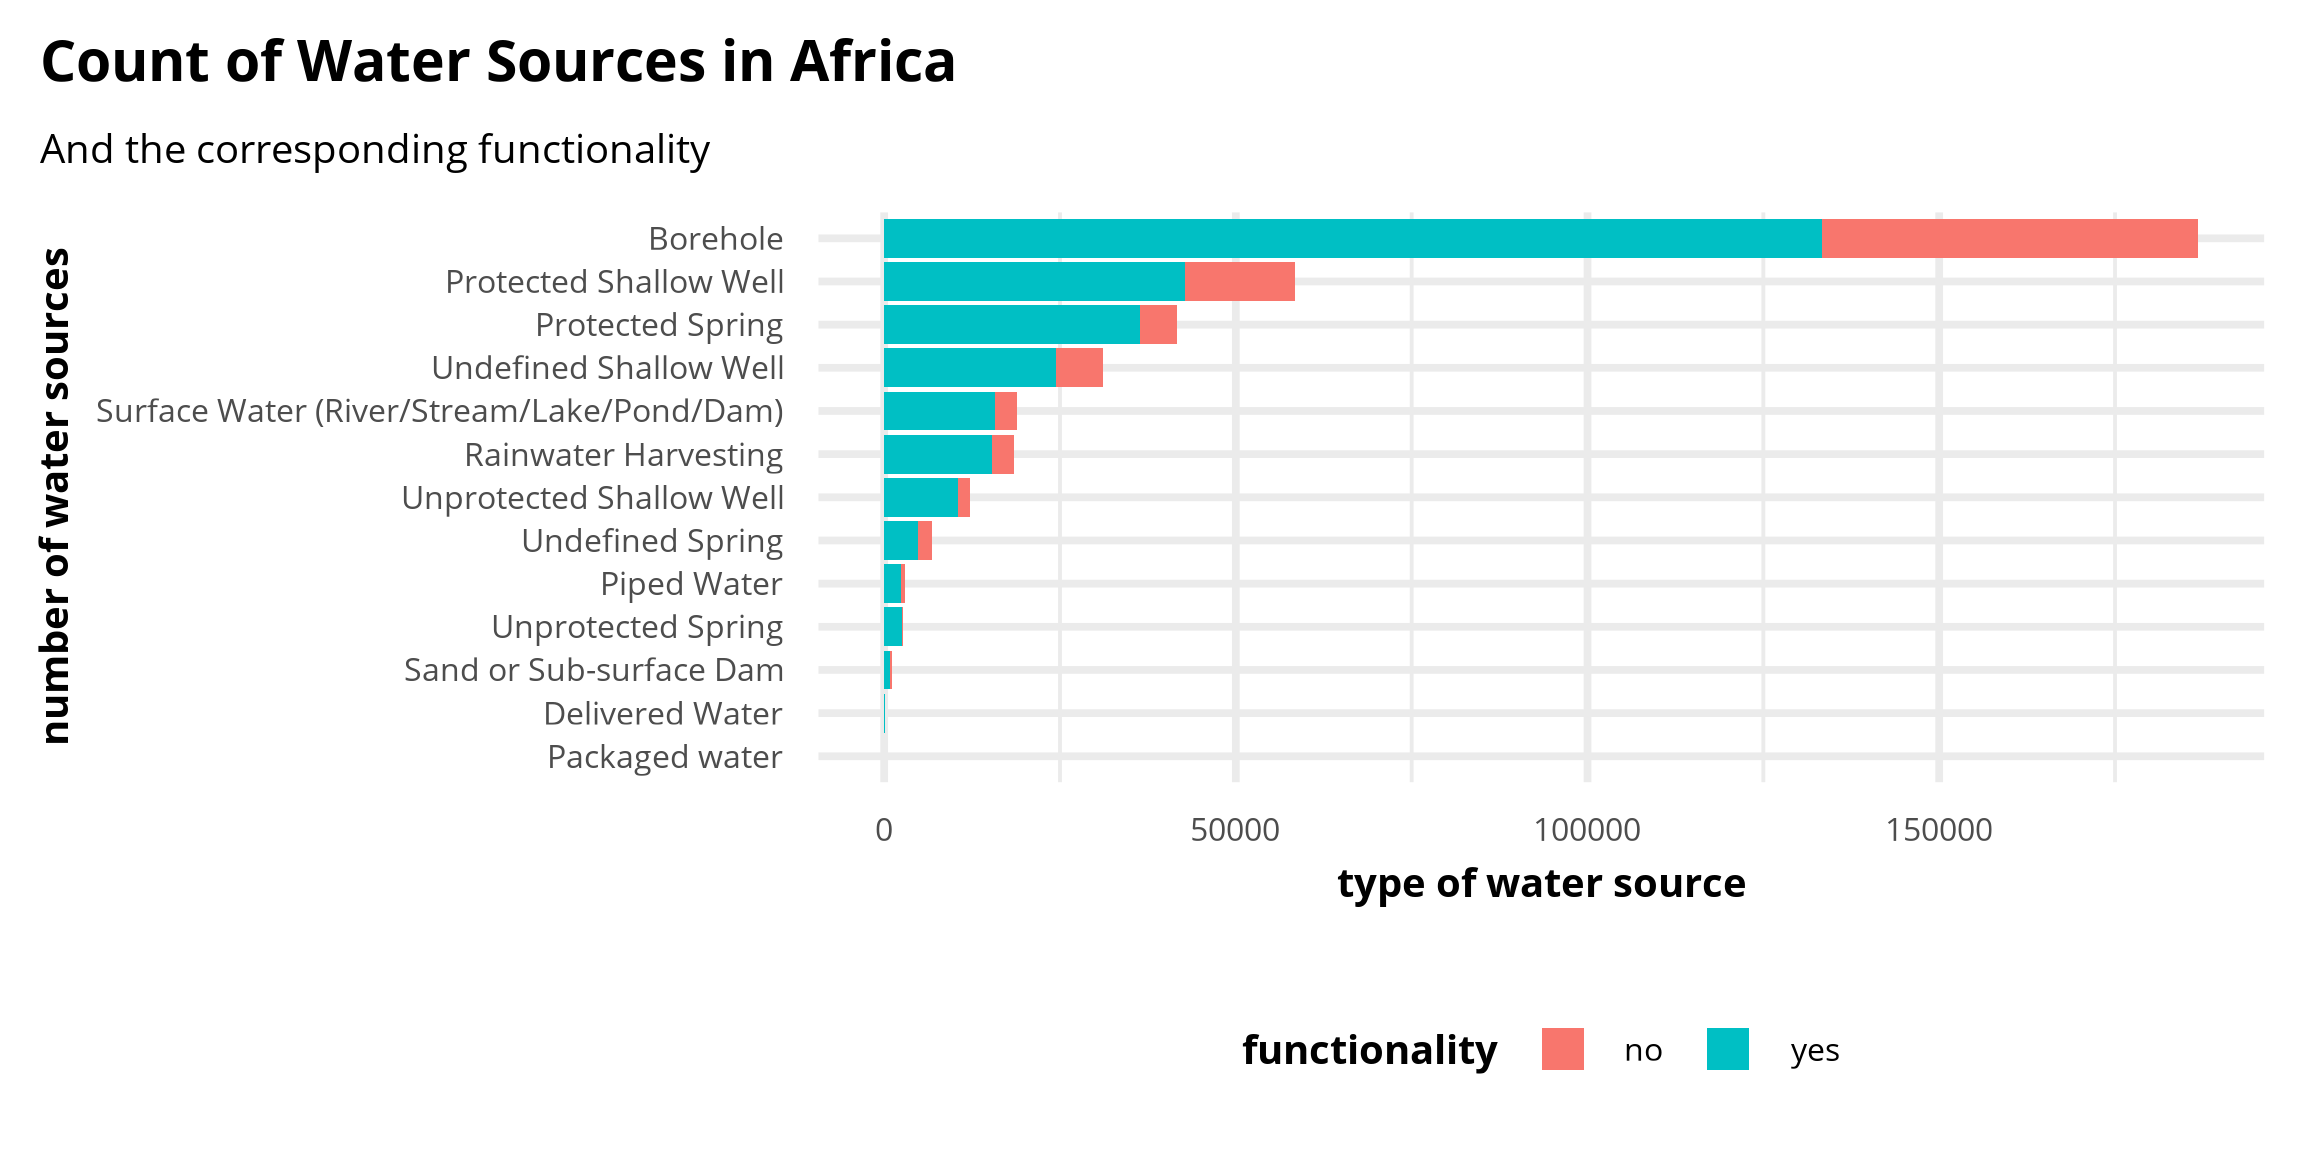 Count of Water Sources in Africa
And the corresponding functionality
number of water sources
Borehole
Protected Shallow Well
Protected Spring
Undefined Shallow Well
Surface Water (River/Stream/Lake/Pond/Dam)
Rainwater Harvesting
Unprotected Shallow Well
Undefined Spring
Piped Water
Unprotected Spring
Sand or Sub-surface Dam
Delivered Water
Packaged water
0 50000 100000 150000
type of water source
functionality no yes